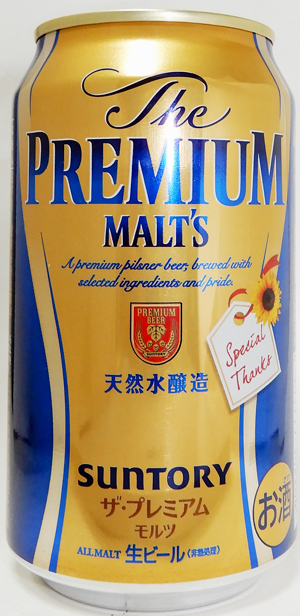 The
PREMIUM
MALT'S
A premium pilsner beer, brewed with
selected ingredients and pride.
PREMIUM
BEER
SUNTORY
Special
Thanks
天然水醸造
SUNTORY
ザ・プレミアム
モルツ
お酒
ALL MALT 生ビール〈非熱処理〉